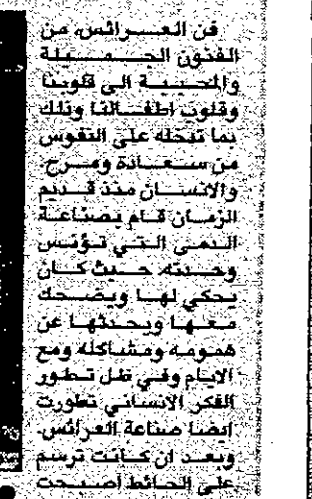 فن العرائس، من
الفنون الجميلة
والمحببة الى قلوبنا
وقلوب اطفالنا وذلك
بما تدخله على النفوس
من سعادة ومرح.
والانسان منذ قديم
الزمان قام بصناعة
الدمى التي تؤنس
وحدته، حيث كان
يحكي لها ويضحك
معها ويحدثها عن
همومه ومشاكله ومع
الايام وفي ظل تطور
الفكر الانساني تطورت
ايضا صناعة العرائس.
وبعد ان كانت ترسم
على الحائط أصبحت